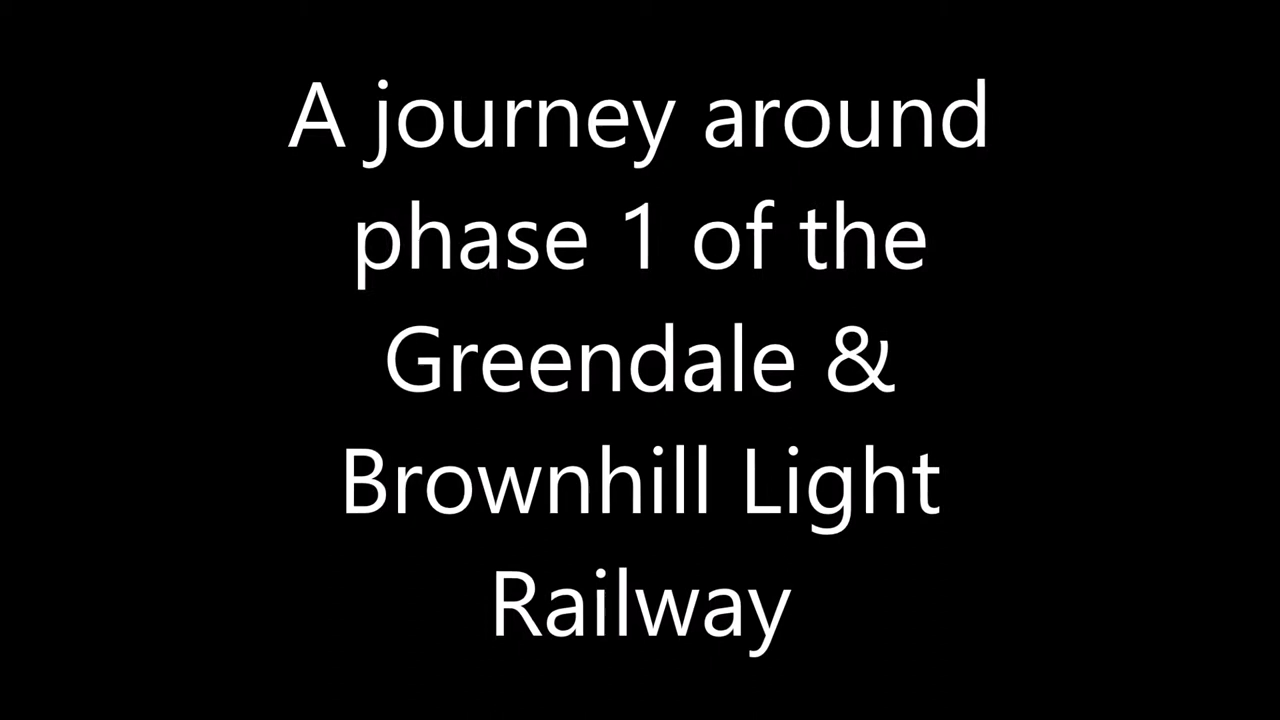 A journey around
phase 1 of the
Greendale &
Brownhill Light
Railway